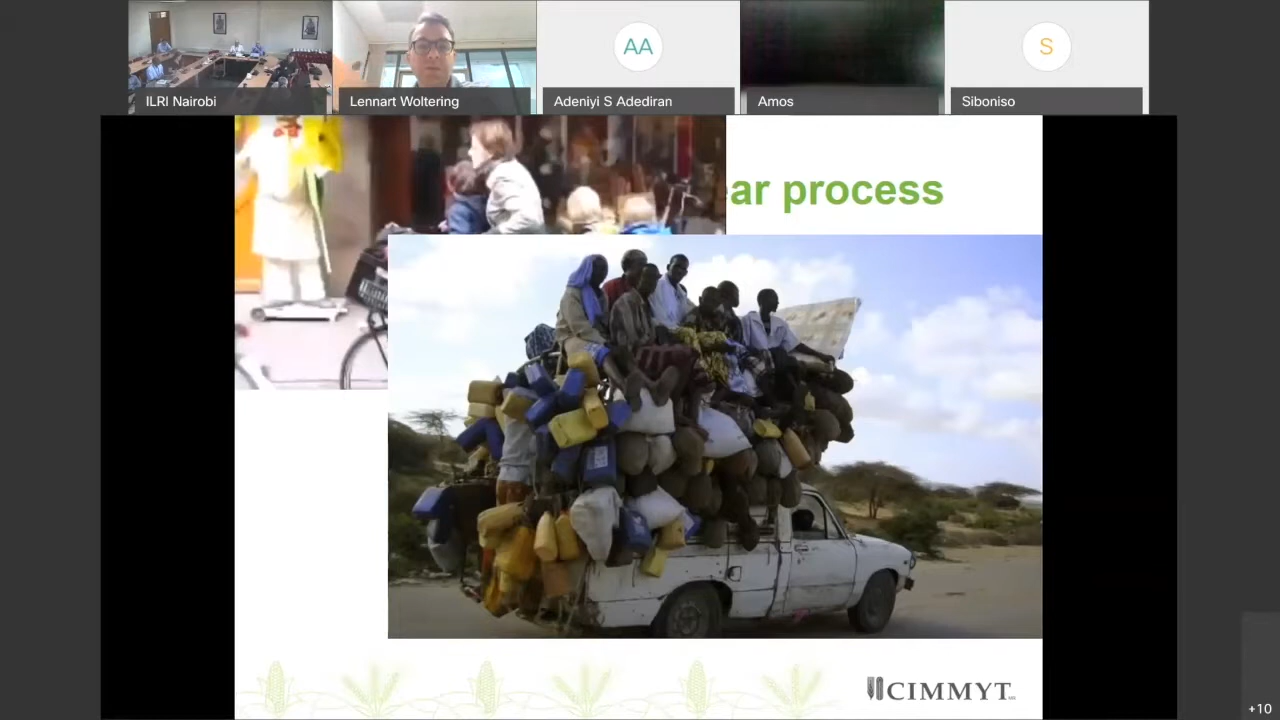 AA
S
ILRI Nairobi
Lennart Woltering
Adeniyi S Adediran
Amos
Siboniso
ar process
CIMMYT
+10